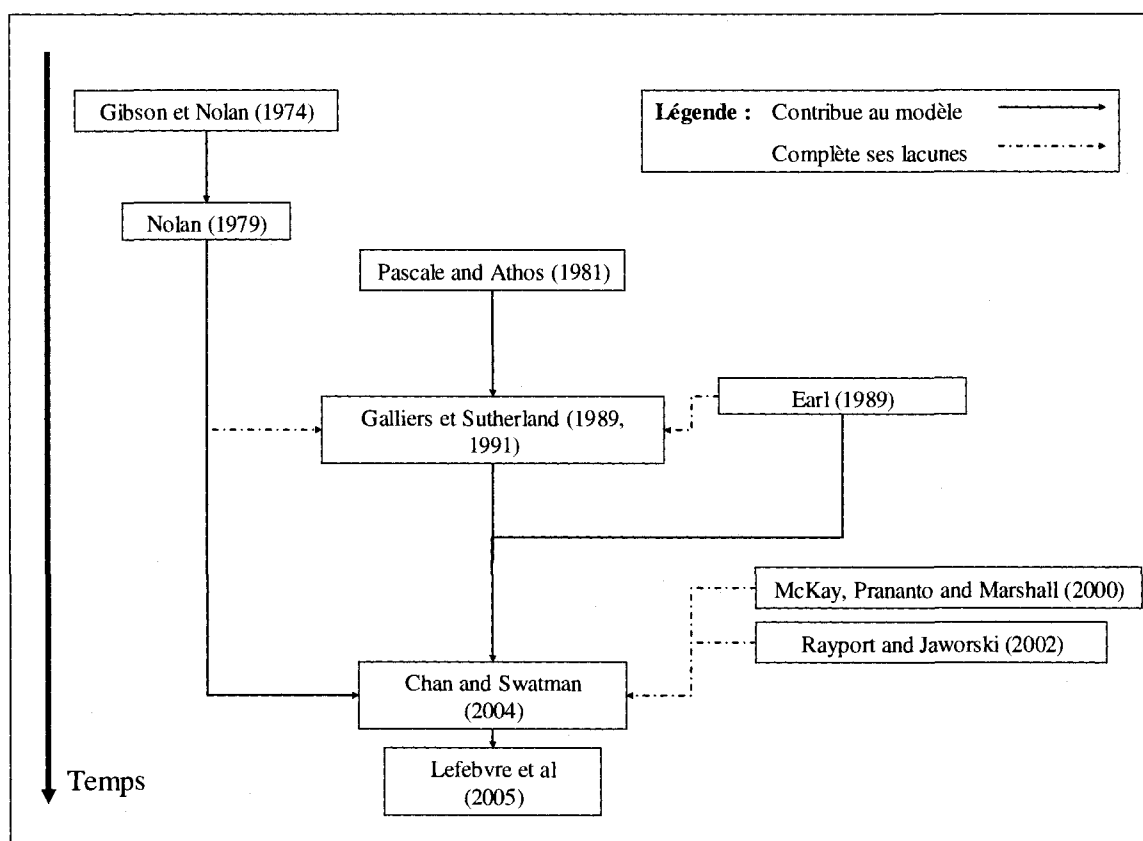 Gibson et Nolan (1974)
Légende : Contribue au modèle
Complète ses lacunes
Nolan (1979)
Pascale and Athos (1981)
Earl (1989)
Galliers et Sutherland (1989,
1991)
McKay, Prananto and Marshall (2000)
Rayport and Jaworski (2002)
Chan and Swatman
(2004)
Lefebvre et al
(2005)
Temps